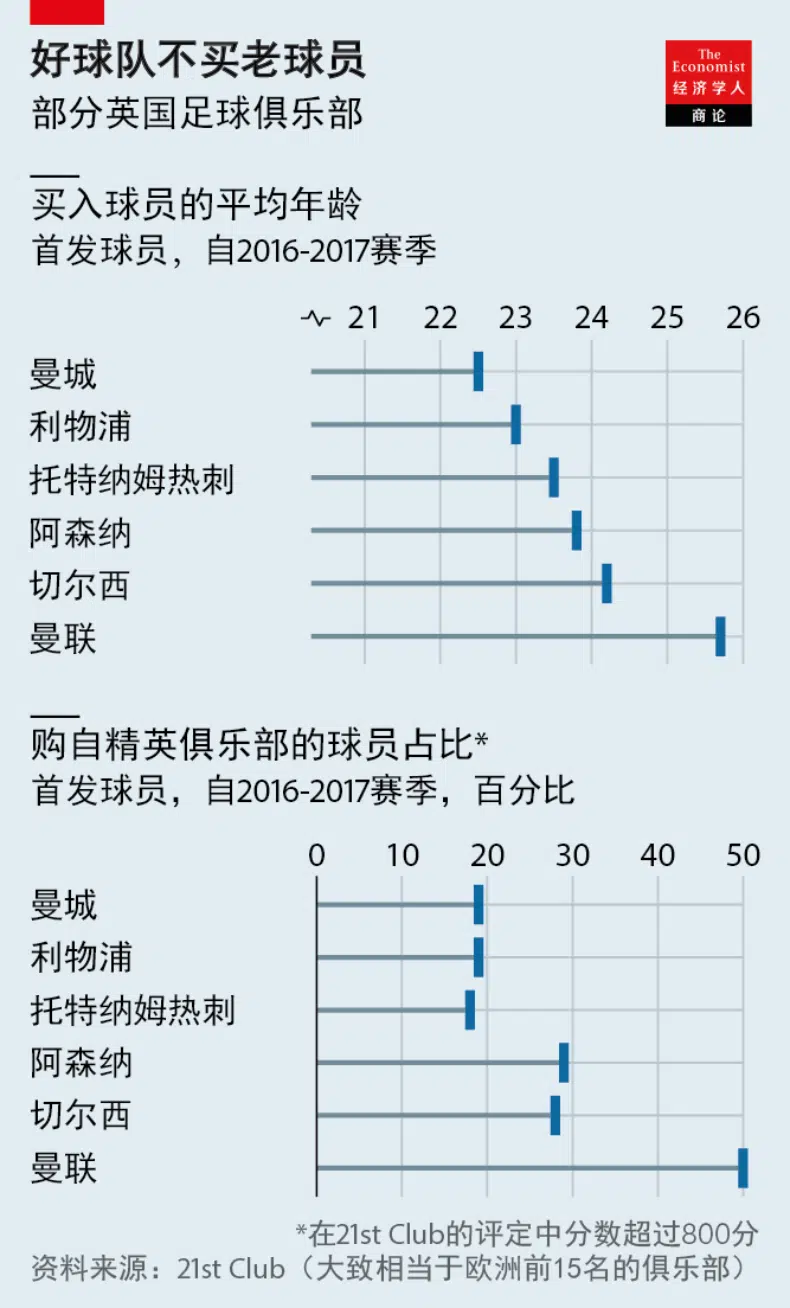 好球队不买老球员
部分英国足球俱乐部
The
Economist
经济学人
商论
买入球员的平均年龄
首发球员，自2016-2017赛季
21 22 23 24 25 26
曼城
利物浦
托特纳姆热刺
阿森纳
切尔西
曼联
购自精英俱乐部的球员占比*
首发球员，自2016-2017赛季，百分比
0 10 20 30 40 50
曼城
利物浦
托特纳姆热刺
阿森纳
切尔西
曼联
*在21st Club的评定中分数超过800分
资料来源：21st Club（大致相当于欧洲前15名的俱乐部）